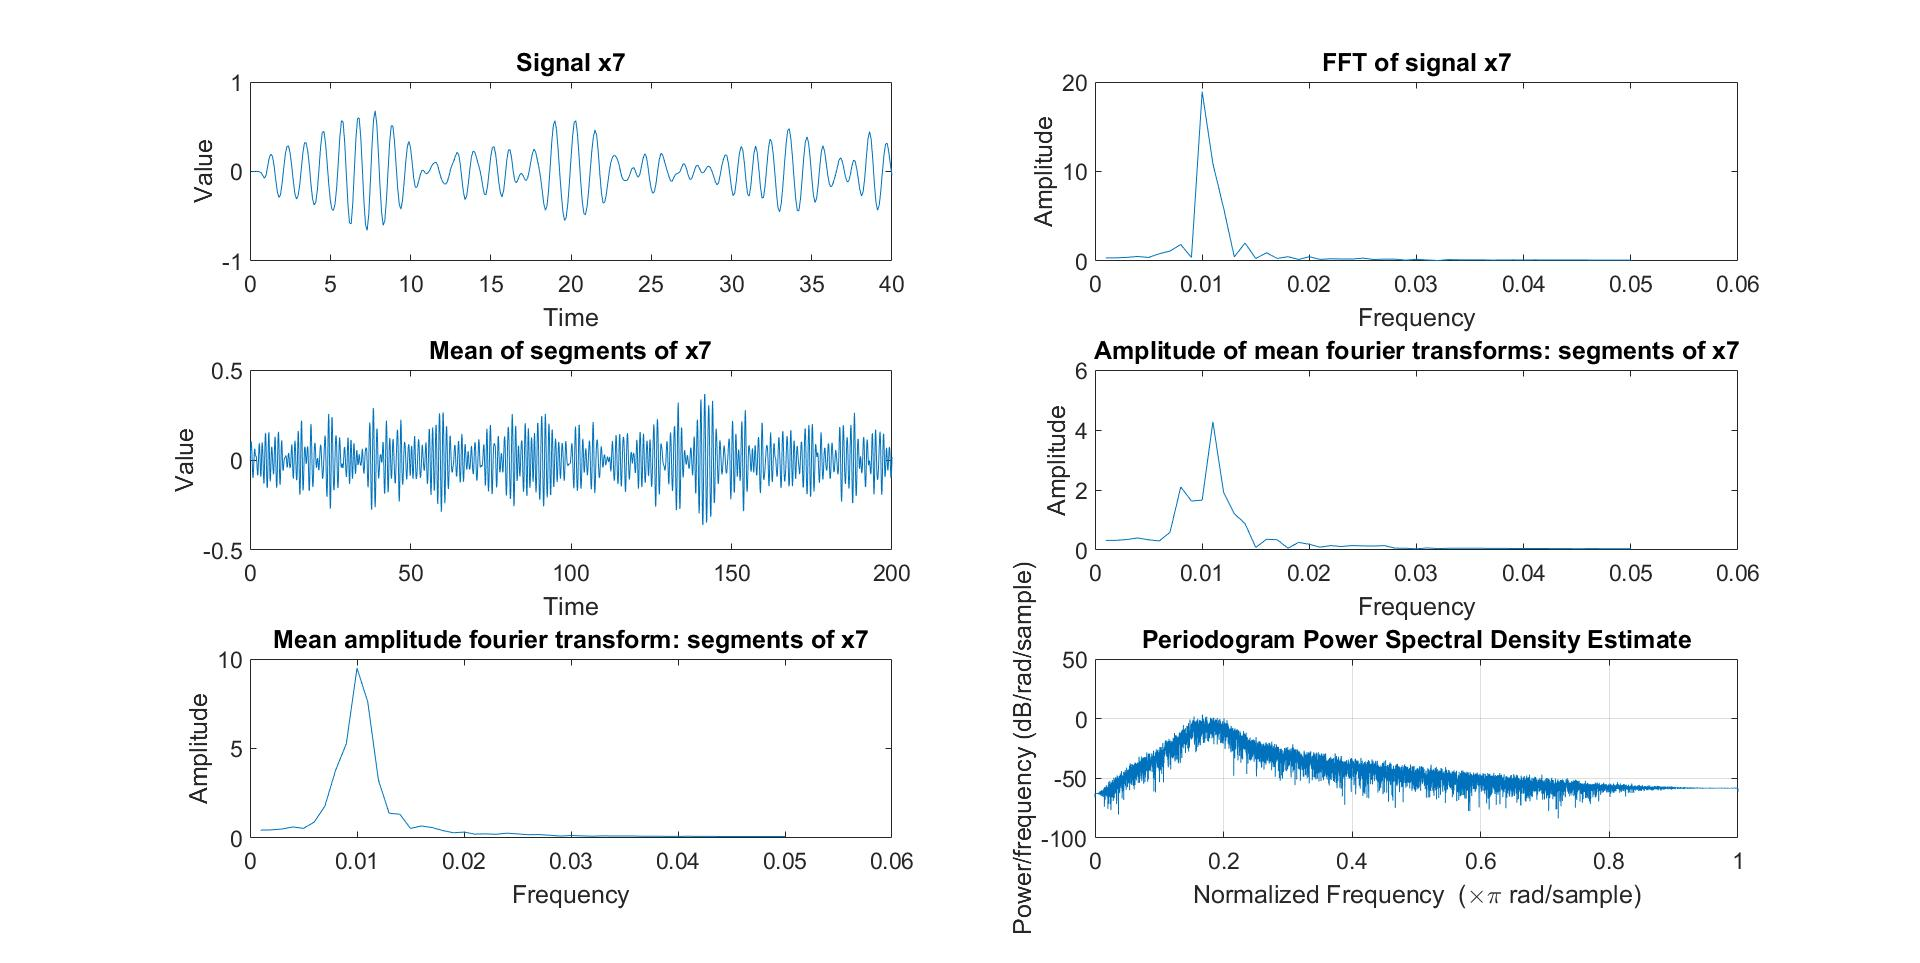 Signal x7
1
0
-1
Value
0 5 10 15 20 25 30 35 40
Time
FFT of signal x7
20
10
0
Amplitude
0 0.01 0.02 0.03 0.04 0.05 0.06
Frequency
Mean of segments of x7
0.5
0
-0.5
Value
0 50 100 150 200
Time
Amplitude of mean fourier transforms: segments of x7
6
4
2
0
Amplitude
0 0.01 0.02 0.03 0.04 0.05 0.06
Frequency
Mean amplitude fourier transform: segments of x7
10
5
0
Amplitude
0 0.01 0.02 0.03 0.04 0.05 0.06
Frequency
Periodogram Power Spectral Density Estimate
50
0
-50
-100
Power/frequency (dB/rad/sample)
0 0.2 0.4 0.6 0.8 1
Normalized Frequency (×π rad/sample)